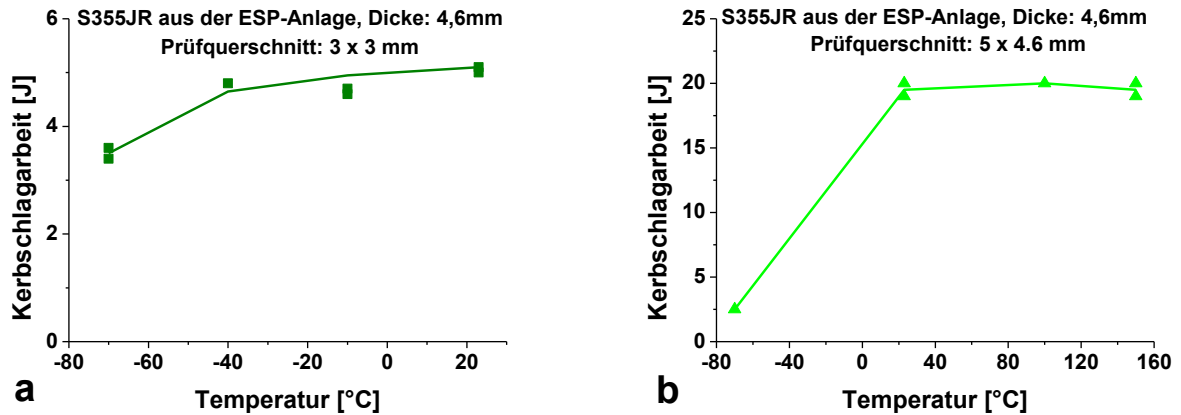 S355JR aus der ESP-Anlage, Dicke: 4,6mm
Prüfquerschnitt: 3 x 3 mm
Kerbschlagarbeit [J]
6
4
2
0
-80
-60
-40
-20
0
20
Temperatur [°C]
a
S355JR aus der ESP-Anlage, Dicke: 4,6mm
Prüfquerschnitt: 5 x 4.6 mm
Kerbschlagarbeit [J]
25
20
15
10
5
0
-80
-40
0
40
80
120
160
Temperatur [°C]
b